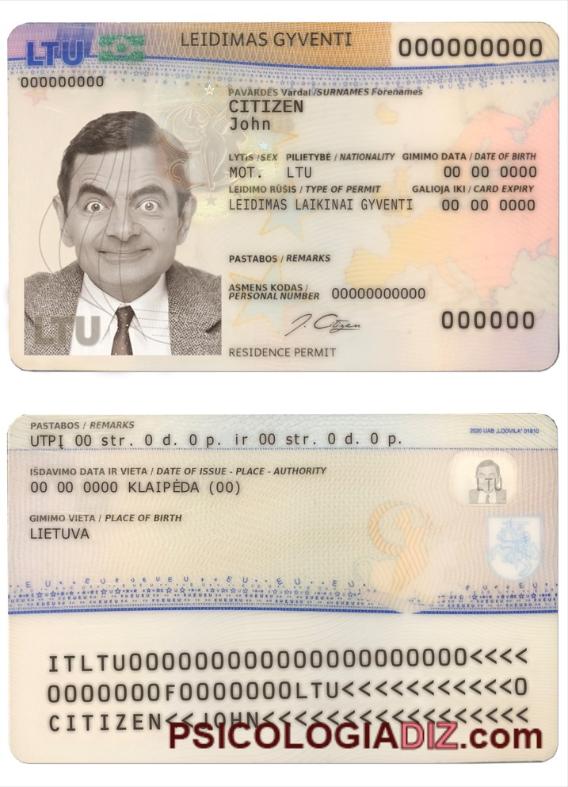 LTU LEIDIMAS GYVENTI 000000000
000000000
PAVARDĖS Vardai /SURNAMES Forenames
CITIZEN
John
LYTIS /SEX PILIETYBĖ / NATIONALITY GIMIMO DATA / DATE OF BIRTH
MOT. LTU 00 00 0000
LEIDIMO RŪŠIS / TYPE OF PERMIT GALIOJA IKI / CARD EXPIRY
LEIDIMAS LAIKINAI GYVENTI 00 00 0000
PASTABOS / REMARKS
ASMENS KODAS /
PERSONAL NUMBER 00000000000
J. Citizen
000000
LTU
RESIDENCE PERMIT
PASTABOS / REMARKS
2020 UAB „LODVILA" 01810
UTPĮ 00 str. 0 d. 0 p. ir 00 str. 0 d. 0 p.
IŠDAVIMO DATA IR VIETA / DATE OF ISSUE - PLACE - AUTHORITY
00 00 0000 KLAIPĖDA (00)
LTU
GIMIMO VIETA / PLACE OF BIRTH
LIETUVA
ITLTU000000000000000000000<<<<
0000000F0000000LTU<<<<<<<<<<<0
CITIZEN<<JOHN<<<<<<<<<<<<<<<<<
PSICOLOGIADIZ.com